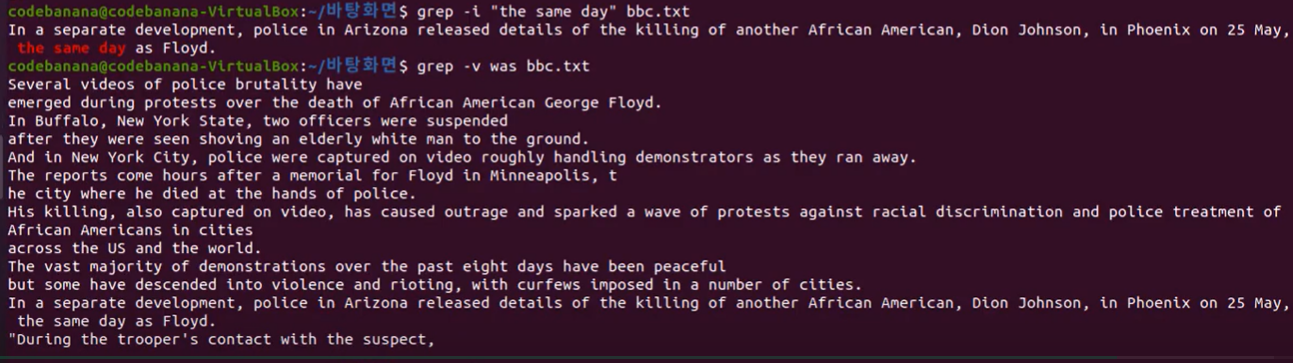 codebanana@codebanana-VirtualBox:~/바탕화면$ grep -i "the same day" bbc.txt
In a separate development, police in Arizona released details of the killing of another African American, Dion Johnson, in Phoenix on 25 May,
 the same day as Floyd.
codebanana@codebanana-VirtualBox:~/바탕화면$ grep -v was bbc.txt
Several videos of police brutality have
emerged during protests over the death of African American George Floyd.
In Buffalo, New York State, two officers were suspended
after they were seen shoving an elderly white man to the ground.
And in New York City, police were captured on video roughly handling demonstrators as they ran away.
The reports come hours after a memorial for Floyd in Minneapolis, t
he city where he died at the hands of police.
His killing, also captured on video, has caused outrage and sparked a wave of protests against racial discrimination and police treatment of
African Americans in cities
across the US and the world.
The vast majority of demonstrations over the past eight days have been peaceful
but some have descended into violence and rioting, with curfews imposed in a number of cities.
In a separate development, police in Arizona released details of the killing of another African American, Dion Johnson, in Phoenix on 25 May,
 the same day as Floyd.
"During the trooper's contact with the suspect,